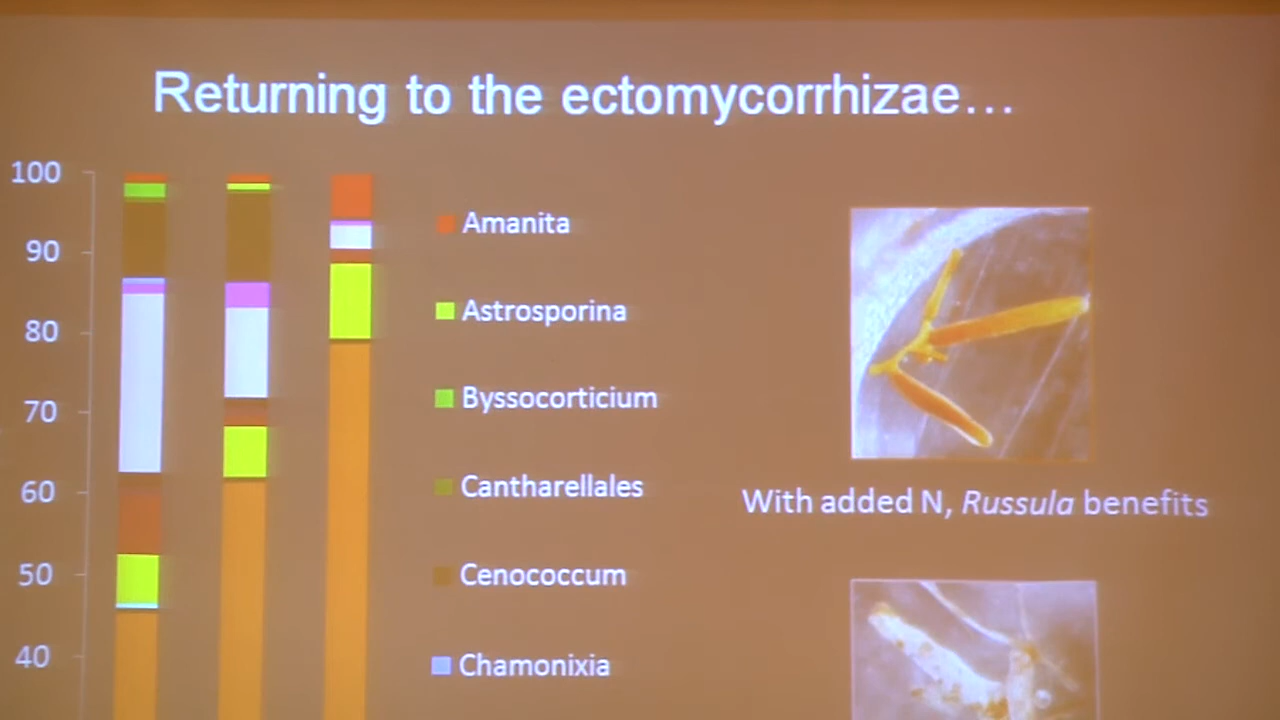 Returning to the ectomycorrhizae...
100
90
80
70
60
50
40
Amanita
Astrosporina
Byssocorticium
Cantharellales
Cenococcum
Chamonixia
With added N, Russula benefits